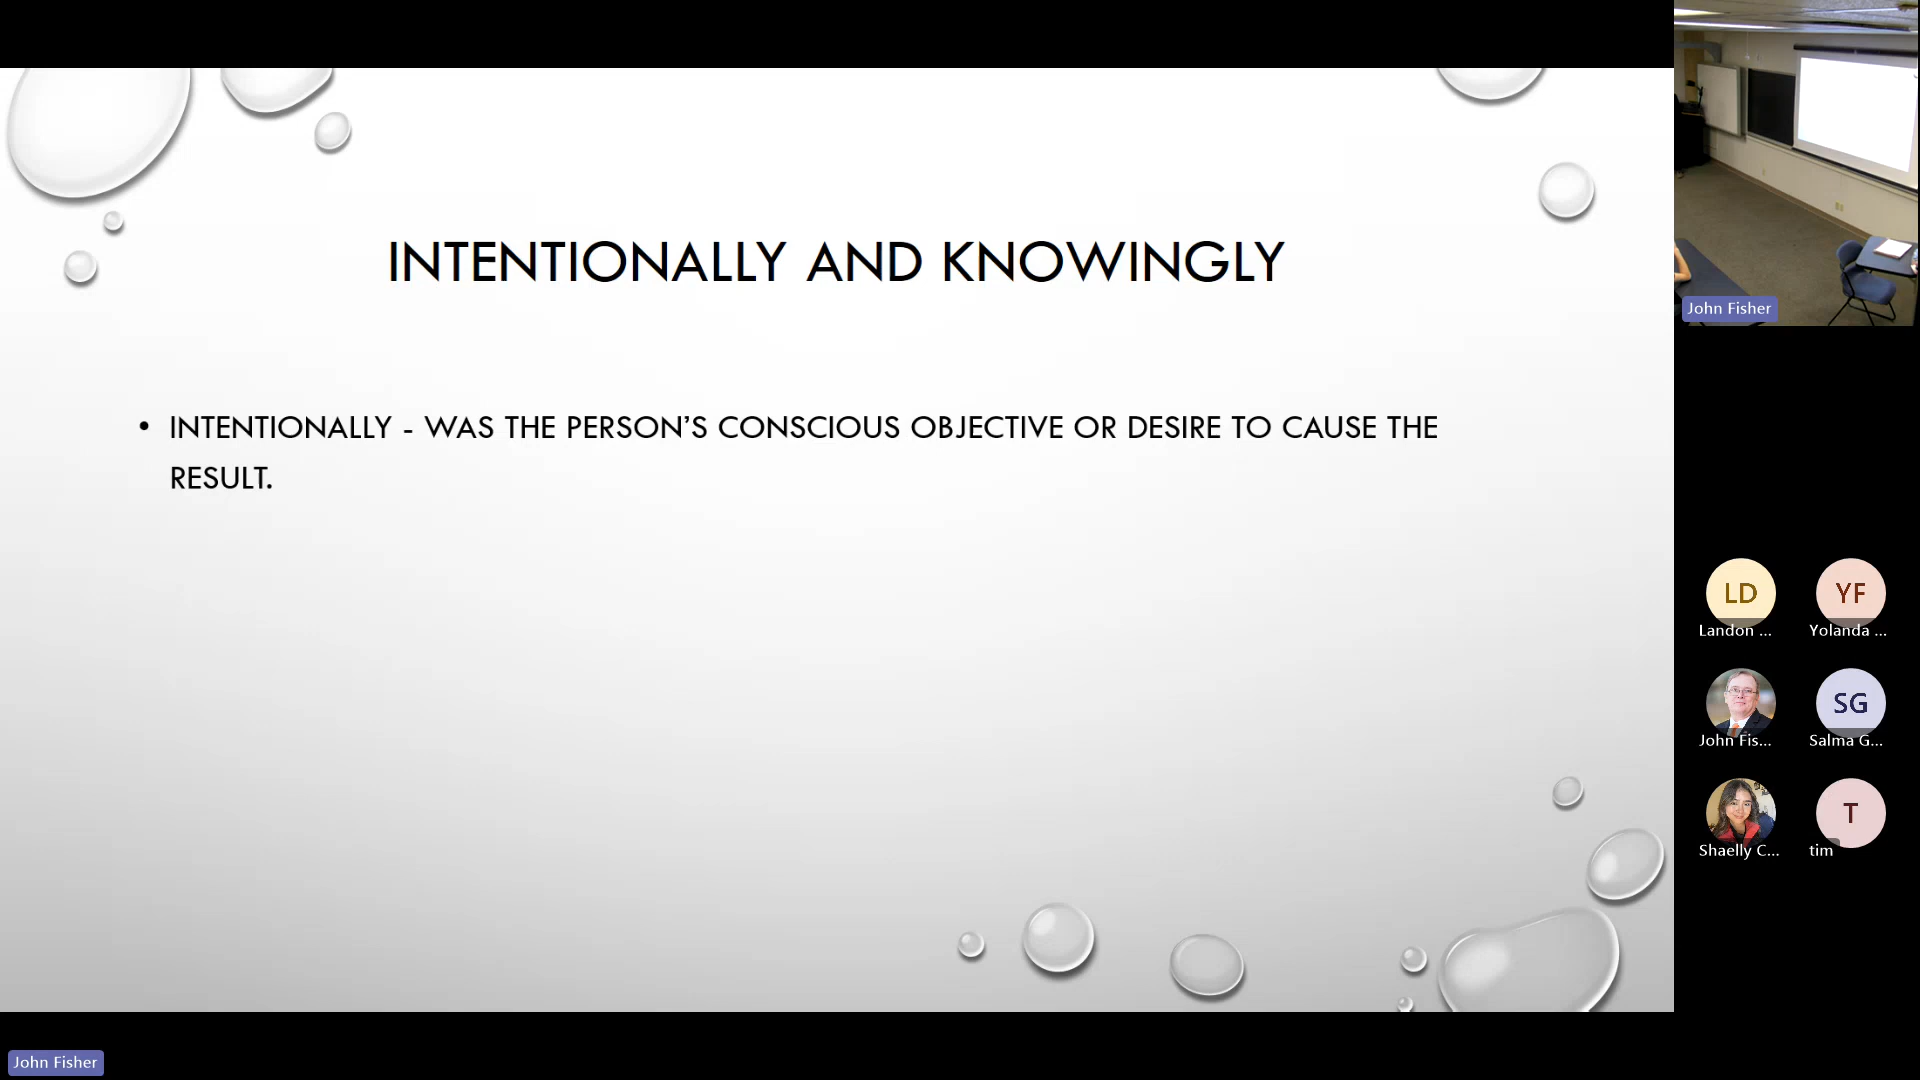 INTENTIONALLY AND KNOWINGLY
• INTENTIONALLY - WAS THE PERSON'S CONSCIOUS OBJECTIVE OR DESIRE TO CAUSE THE
RESULT.
John Fisher
LD
YF
Landon ...
Yolanda ...
SG
John Fis...
Salma G...
T
Shaelly C...
tim
John Fisher